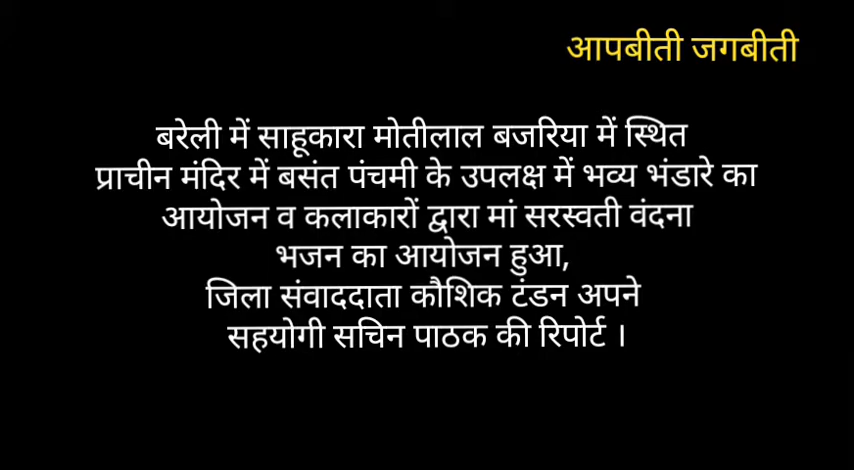 आपबीती जगबीती
बरेली में साहूकारा मोतीलाल बजरिया में स्थित
प्राचीन मंदिर में बसंत पंचमी के उपलक्ष में भव्य भंडारे का
आयोजन व कलाकारों द्वारा मां सरस्वती वंदना
भजन का आयोजन हुआ,
जिला संवाददाता कौशिक टंडन अपने
सहयोगी सचिन पाठक की रिपोर्ट ।